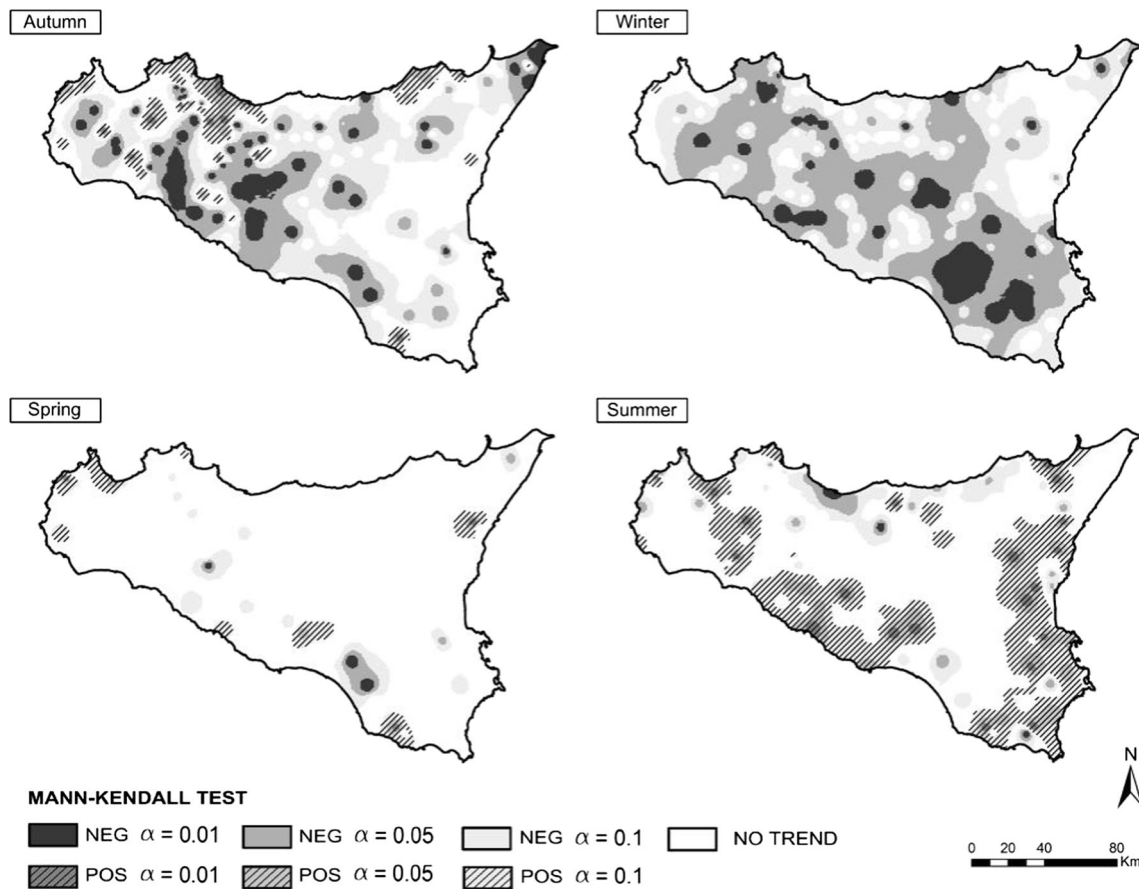 Autumn
Winter
Spring
Summer
N
MANN-KENDALL TEST
NEG α = 0.01
NEG α = 0.05
NEG α = 0.1
NO TREND
POS α = 0.01
POS α = 0.05
POS α = 0.1
0 20 40 80
Km